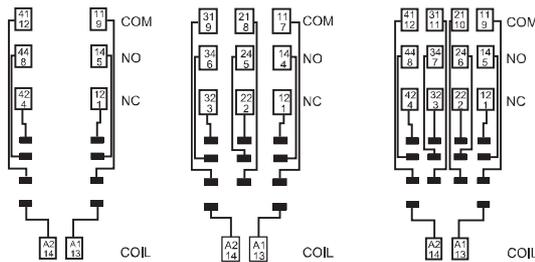 41 11 COM 31 21 11 COM 41 31 21 11 COM
12 9 9 8 7 12 11 10 9
44 14 NO 34 24 14 NO 44 34 24 14 NO
8 5 6 5 4 8 7 6 5
42 12 NC 32 22 12 NC 42 32 22 12 NC
4 1 3 2 1 4 3 2 1
A2 A1 COIL A2 A1 COIL A2 A1 COIL
14 13 14 13 14 13